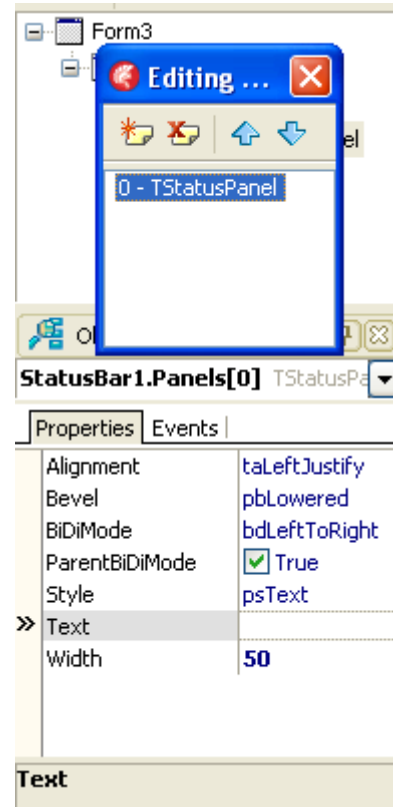 Form3
Editing ...
el
0 - TStatusPanel
StatusBar1.Panels[0] TStatusPa
Properties Events
Alignment taLeftJustify
Bevel pbLowered
BiDiMode bdLeftToRight
ParentBiDiMode True
Style psText
Text
Width 50
Text